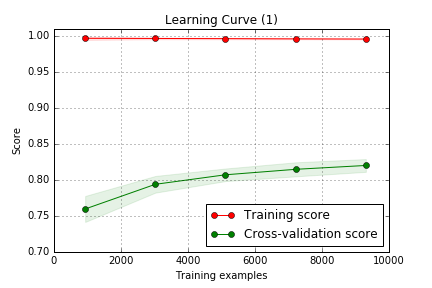 Learning Curve (1)
1.00
0.95
0.90
0.85
0.80
0.75
0.70
Score
Training score
Cross-validation score
0
2000
4000
6000
8000
10000
Training examples